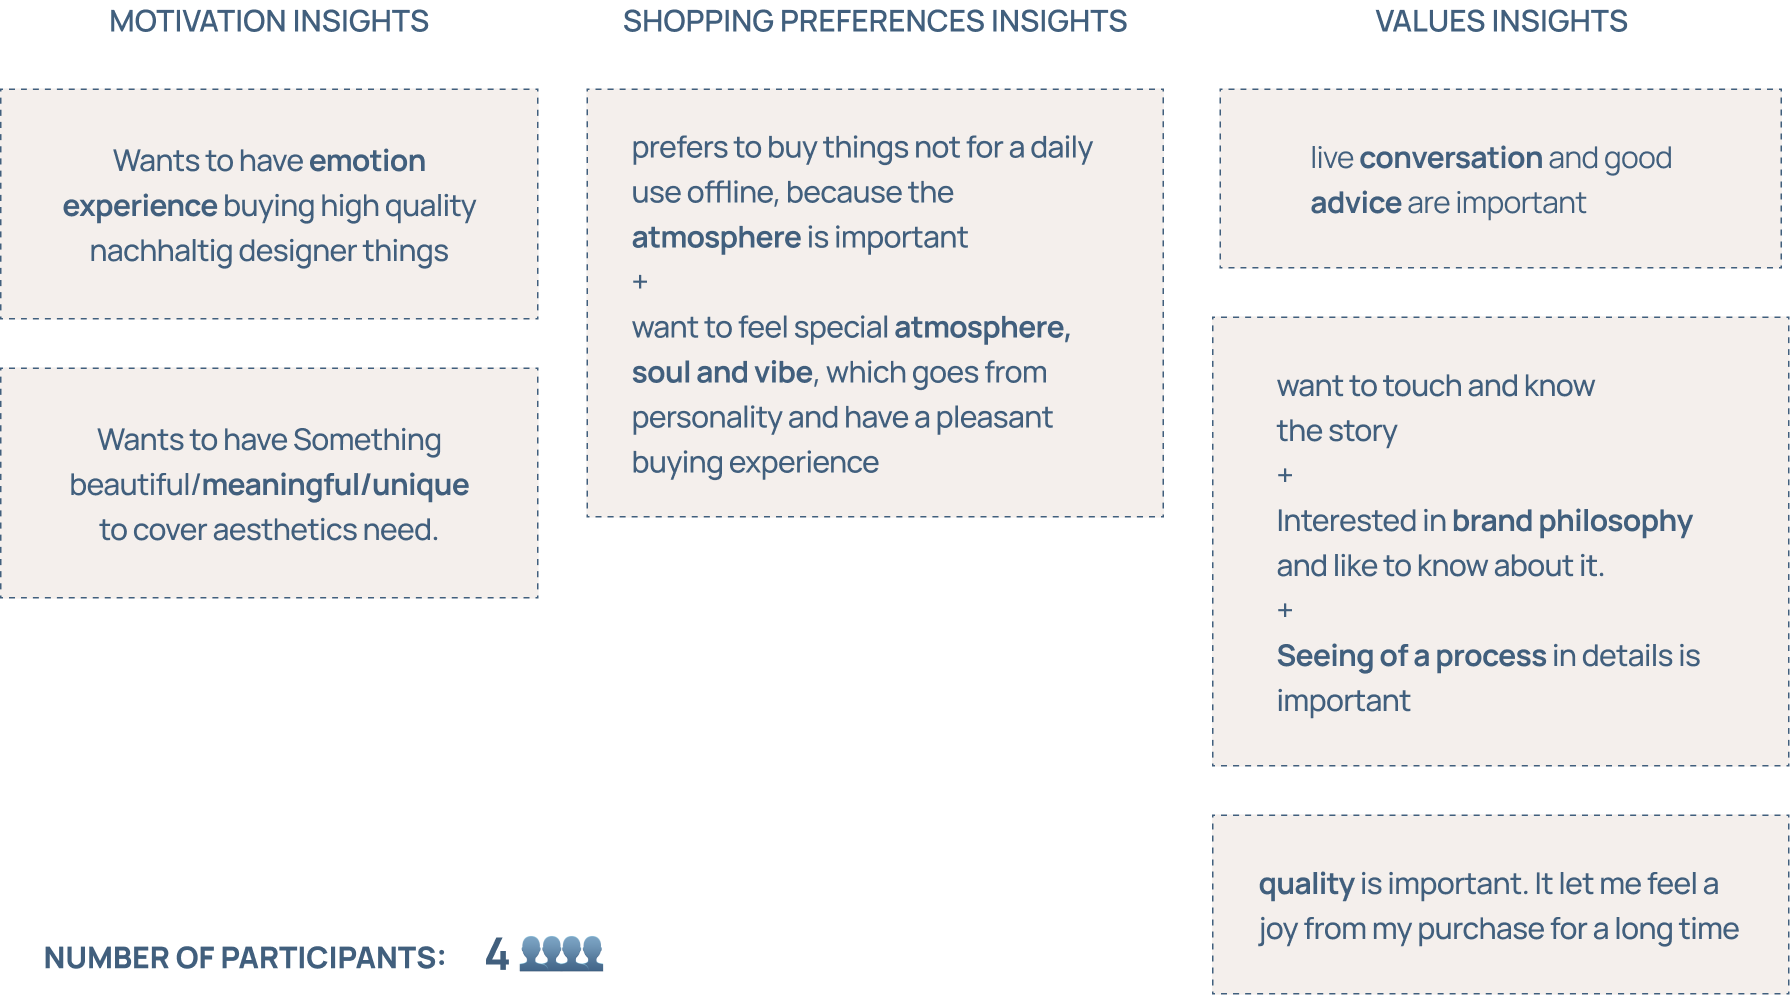 MOTIVATION INSIGHTS
Wants to have emotion
experience buying high quality
nachhaltig designer things
Wants to have Something
beautiful/meaningful/unique
to cover aesthetics need.
SHOPPING PREFERENCES INSIGHTS
prefers to buy things not for a daily
use offline, because the
atmosphere is important
+
want to feel special atmosphere,
soul and vibe, which goes from
personality and have a pleasant
buying experience
VALUES INSIGHTS
live conversation and good
advice are important
want to touch and know
the story
+
Interested in brand philosophy
and like to know about it.
+
Seeing of a process in details is
important
quality is important. It let me feel a
joy from my purchase for a long time
NUMBER OF PARTICIPANTS: 4